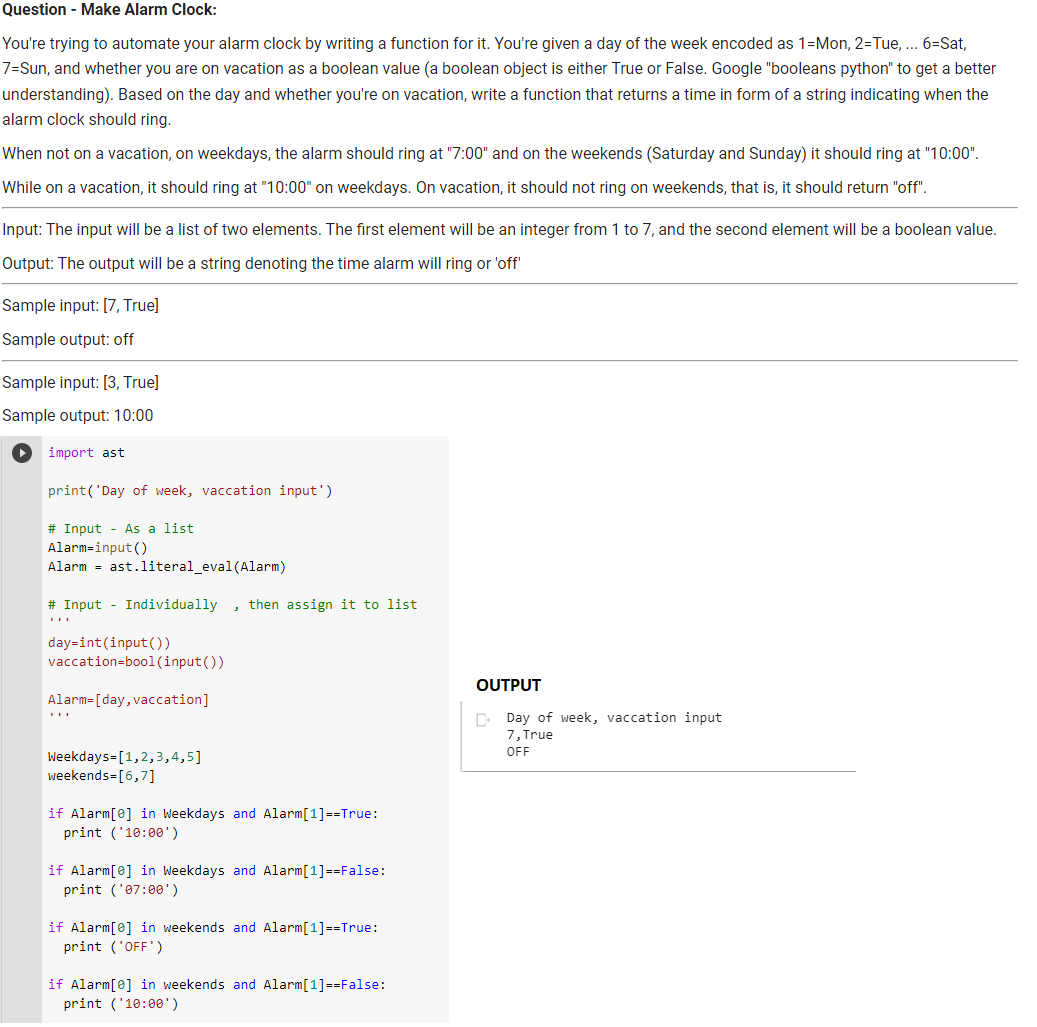 Question - Make Alarm Clock:
You're trying to automate your alarm clock by writing a function for it. You're given a day of the week encoded as 1=Mon, 2=Tue, ... 6=Sat,
7=Sun, and whether you are on vacation as a boolean value (a boolean object is either True or False. Google "booleans python" to get a better
understanding). Based on the day and whether you're on vacation, write a function that returns a time in form of a string indicating when the
alarm clock should ring.
When not on a vacation, on weekdays, the alarm should ring at "7:00" and on the weekends (Saturday and Sunday) it should ring at "10:00".
While on a vacation, it should ring at "10:00" on weekdays. On vacation, it should not ring on weekends, that is, it should return "off".
Input: The input will be a list of two elements. The first element will be an integer from 1 to 7, and the second element will be a boolean value.
Output: The output will be a string denoting the time alarm will ring or 'off'
Sample input: [7, True]
Sample output: off
Sample input: [3, True]
Sample output: 10:00
import ast
print('Day of week, vaccation input')
# Input - As a list
Alarm=input()
Alarm = ast.literal_eval(Alarm)
# Input - Individually  , then assign it to list
'''
day=int(input())
vaccation=bool(input())
Alarm=[day,vaccation]
'''
Weekdays=[1,2,3,4,5]
weekends=[6,7]
if Alarm[0] in Weekdays and Alarm[1]==True:
  print ('10:00')
if Alarm[0] in Weekdays and Alarm[1]==False:
  print ('07:00')
if Alarm[0] in weekends and Alarm[1]==True:
  print ('OFF')
if Alarm[0] in weekends and Alarm[1]==False:
  print ('10:00')
OUTPUT
Day of week, vaccation input
7,True
OFF